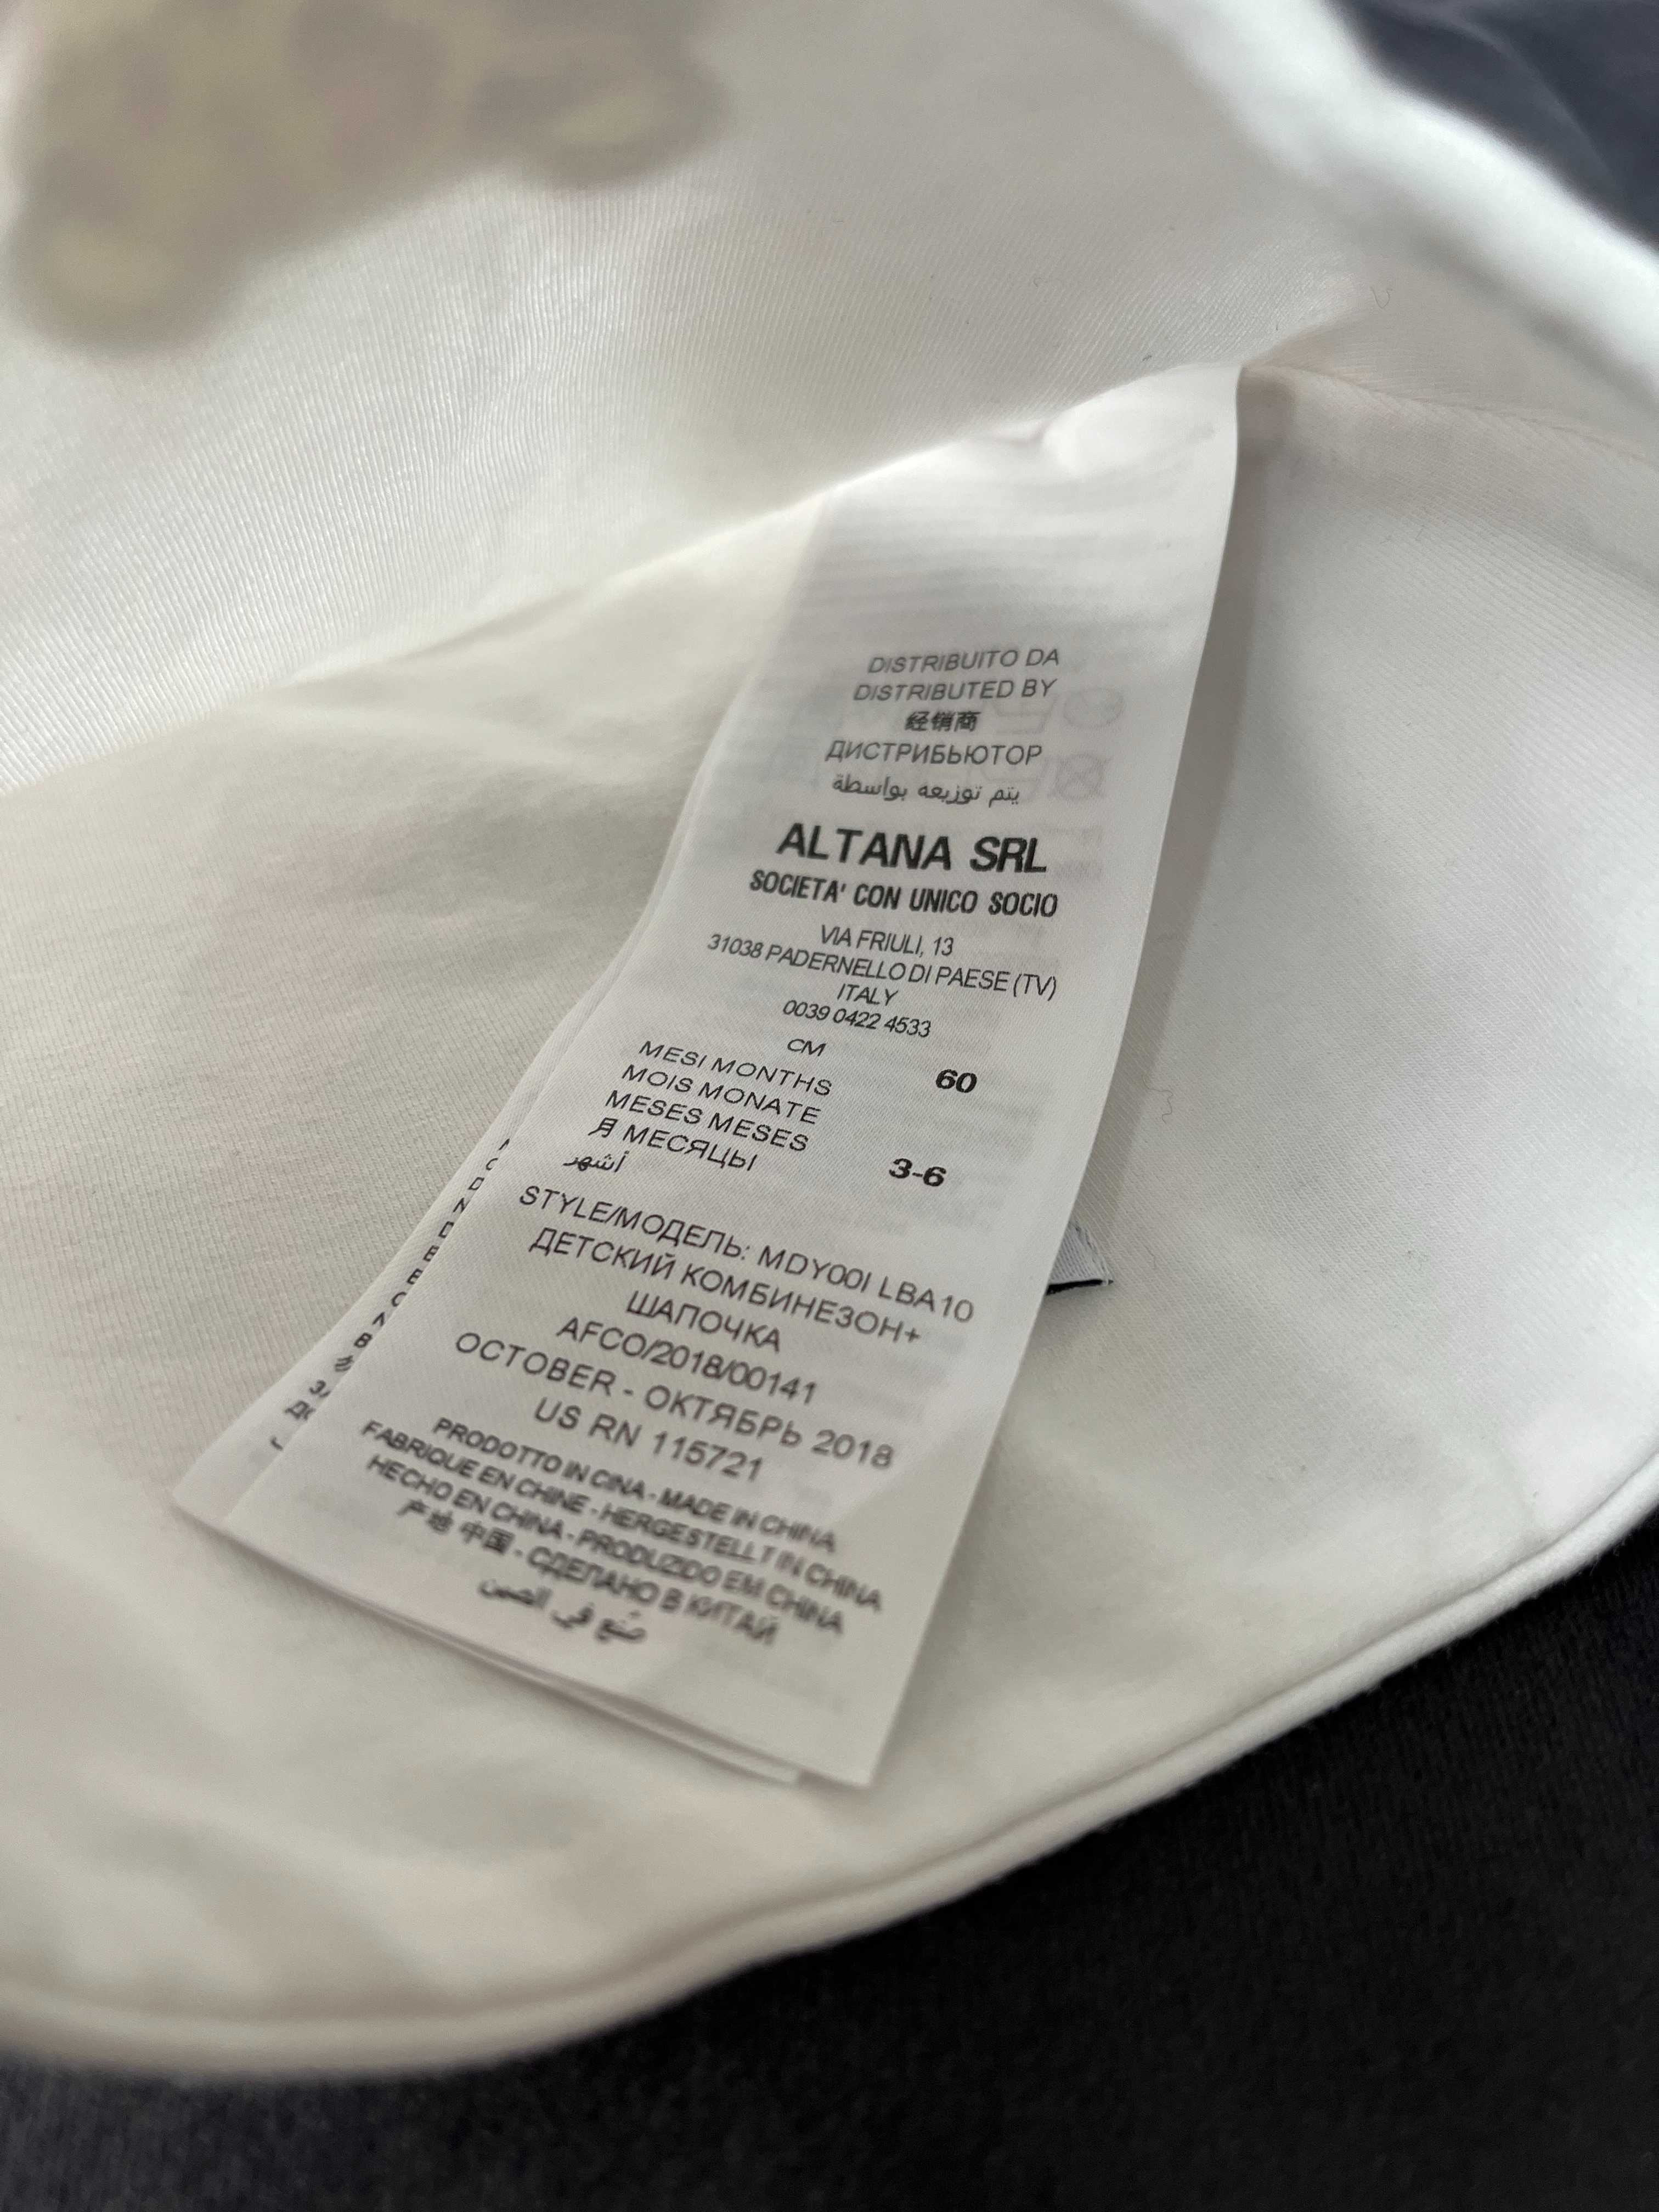 DISTRIBUITO DA
DISTRIBUTED BY
经销商
ДИСТРИБЬЮТОР
يتم توزيعه بواسطة
ALTANA SRL
SOCIETA' CON UNICO SOCIO
VIA FRIULI, 13
31038 PADERNELLO DI PAESE (TV)
ITALY
0039 0422 4533
CM 60
MESI MONTHS
MOIS MONATE
MESES MESES
月 МЕСЯЦЫ 3-6
أشهر
STYLE/МОДЕЛЬ: MDY00I LBA10
ДЕТСКИЙ КОМБИНЕЗОН+
ШАПОЧКА
AFCO/2018/00141
OCTOBER - ОКТЯБРЬ 2018
US RN 115721
PRODOTTO IN CINA - MADE IN CHINA
FABRIQUE EN CHINE - HERGESTELLT IN CHINA
HECHO EN CHINA - PRODUZIDO EM CHINA
产地 中国 - СДЕЛАНО В КИТАЙ
صُنع في الصين